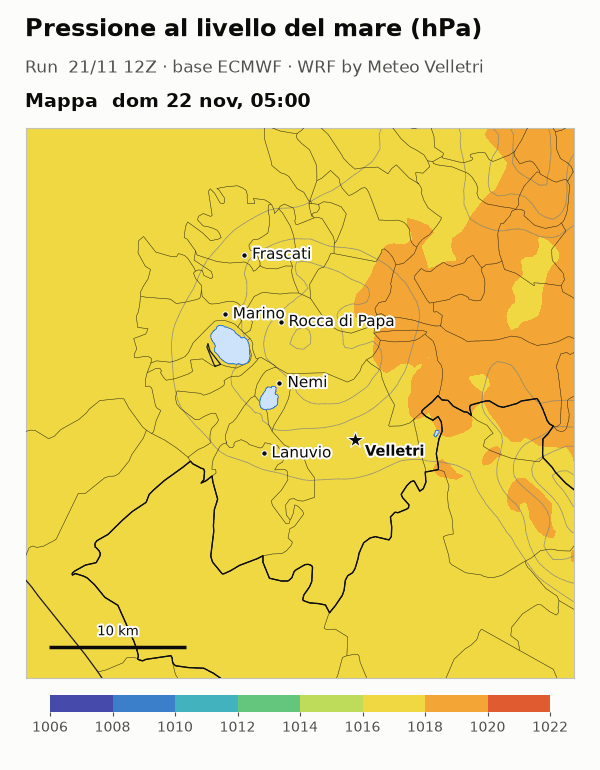 Pressione al livello del mare (hPa)
Run  21/11 12Z · base ECMWF · WRF by Meteo Velletri
Mappa  dom 22 nov, 05:00
Frascati
Marino
Rocca di Papa
Nemi
Velletri
Lanuvio
10 km
1006 1008 1010 1012 1014 1016 1018 1020 1022